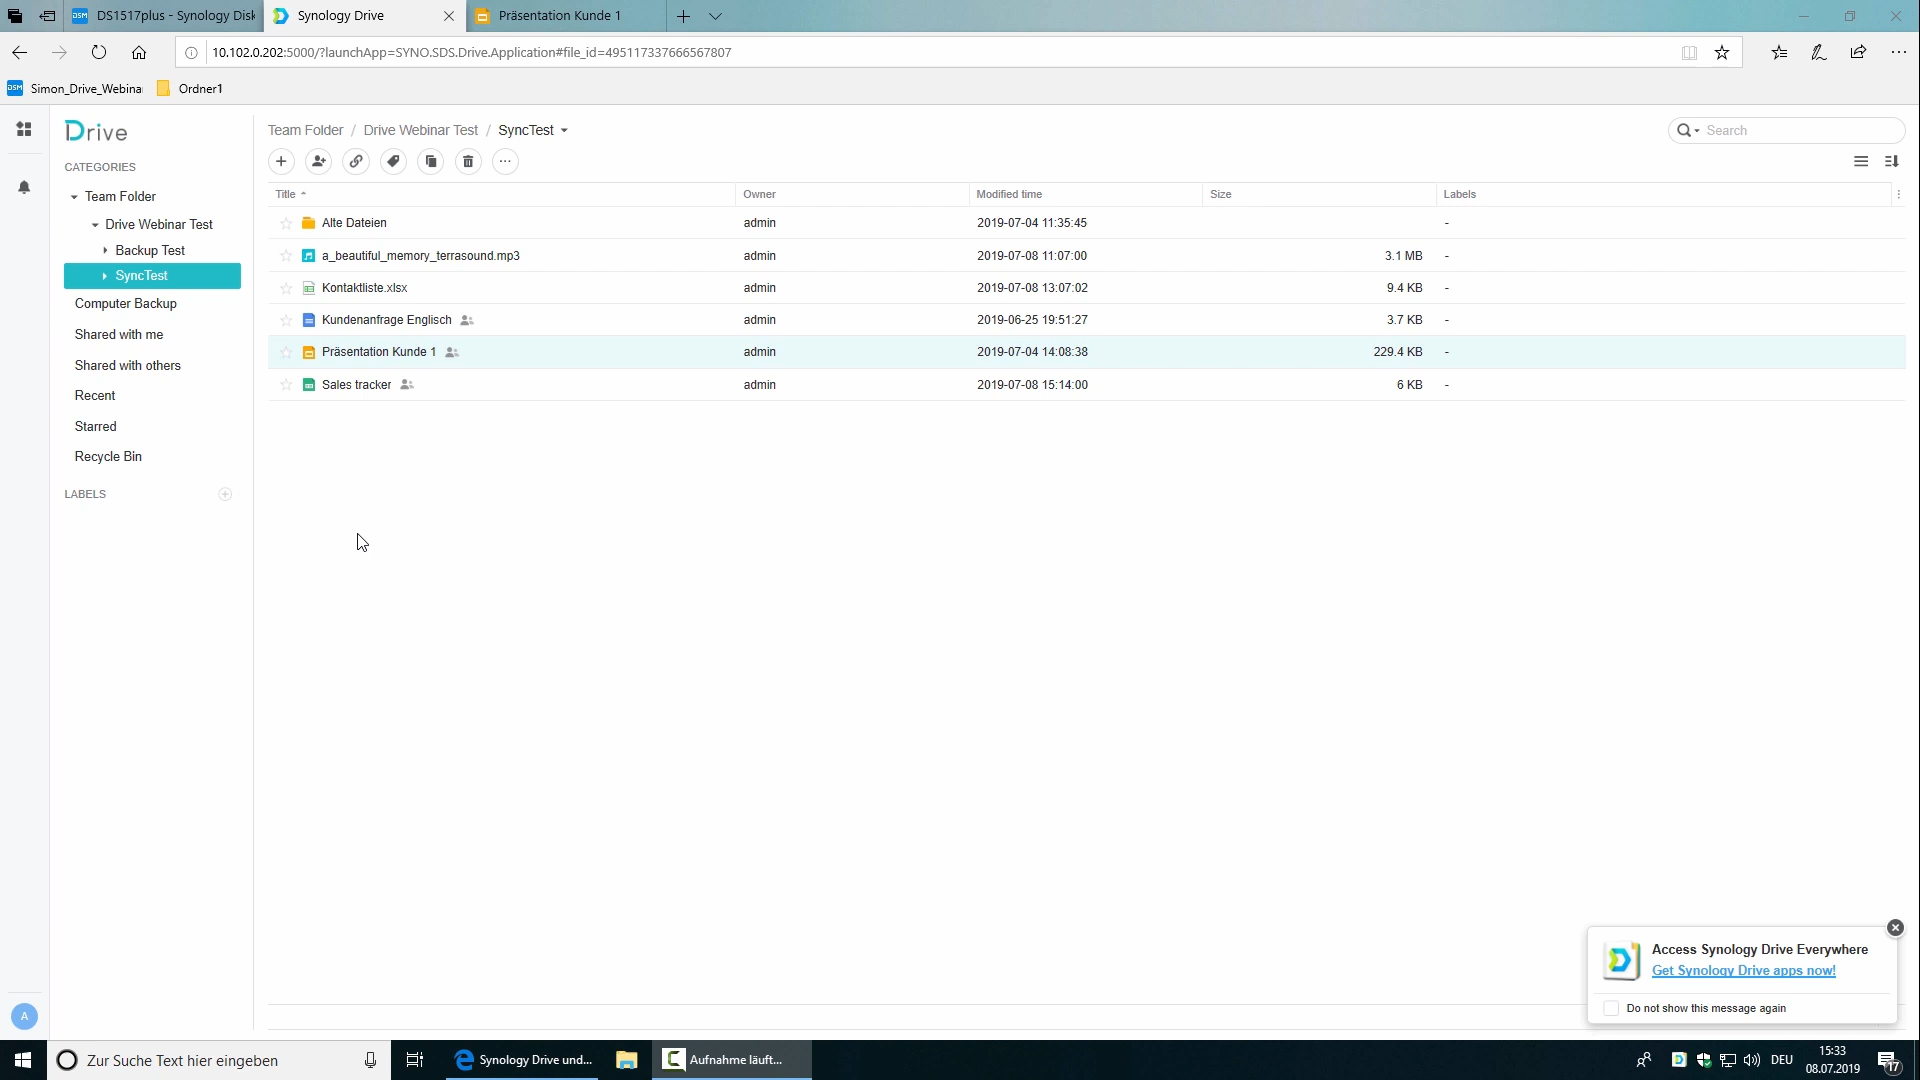 DS1517plus - Synology Disk
Synology Drive
Präsentation Kunde 1
10.102.0.202:5000/?launchApp=SYNO.SDS.Drive.Application#file_id=495117337666567807
DSM Simon_Drive_Webinar
Ordner1
Drive
Team Folder / Drive Webinar Test / SyncTest
Search
CATEGORIES
Team Folder
Drive Webinar Test
Backup Test
SyncTest
Computer Backup
Shared with me
Shared with others
Recent
Starred
Recycle Bin
LABELS
Title Owner Modified time Size Labels
Alte Dateien admin 2019-07-04 11:35:45 -
a_beautiful_memory_terrasound.mp3 admin 2019-07-08 11:07:00 3.1 MB -
Kontaktliste.xlsx admin 2019-07-08 13:07:02 9.4 KB -
Kundenanfrage Englisch admin 2019-06-25 19:51:27 3.7 KB -
Präsentation Kunde 1 admin 2019-07-04 14:08:38 229.4 KB -
Sales tracker admin 2019-07-08 15:14:00 6 KB -
Access Synology Drive Everywhere
Get Synology Drive apps now!
Do not show this message again
A
Zur Suche Text hier eingeben
Synology Drive und...
Aufnahme läuft...
DEU
15:33
08.07.2019
17